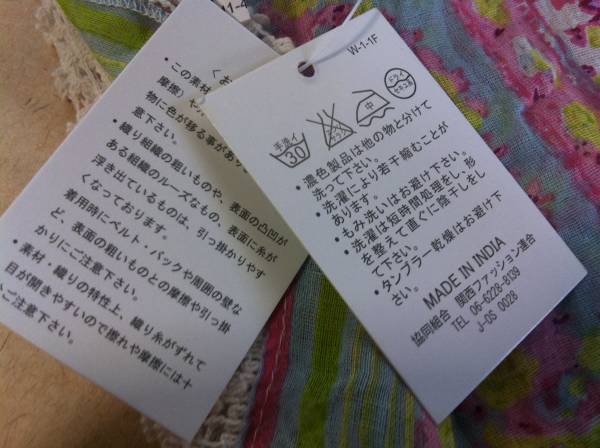 11-4
・この素材
摩擦)や
物に色が移る事があ
意下さい。
・織り組織の粗いものや、表面の凸凹が
ある組織のルーズなもの、表面に糸が
浮き出ているものは、引っ掛かりやす
くなっております。
着用時にベルト・バックや周囲の壁な
ど、表面の粗いものとの摩擦や引っ掛
かりにご注意下さい。
・素材・織りの特性上、織り糸がずれて
目が開きやすいので擦れや摩擦には十
ご注意下さい。
W-1-1F
手洗イ
30
エンソサラシ
中
ドライ
セキユ系
・濃色製品は他の物と分けて
洗って下さい。
・洗濯により若干縮むことが
あります。
・もみ洗いはお避け下さい。
・洗濯は短時間処理をし、形
を整えて直ぐに陰干しをし
て下さい。
・タンブラー乾燥はお避け下
さい。
MADE IN INDIA
協同組合 関西ファッション連合
TEL 06-6228-8139
J-OS 0028